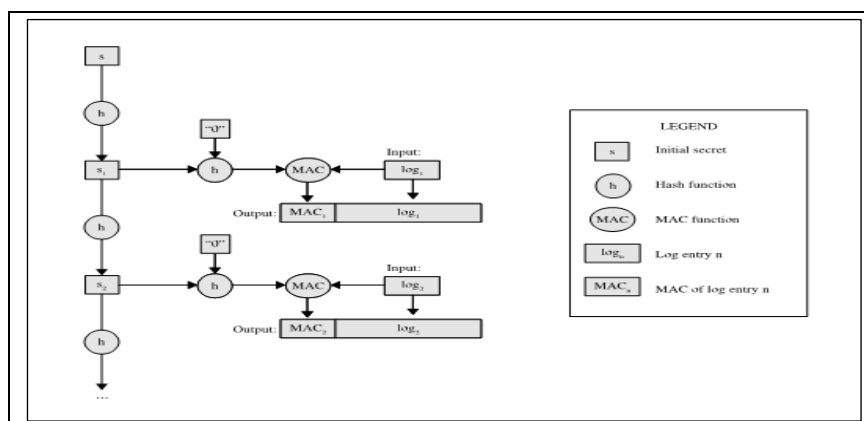 s
h
"0"
Input:
s₁ h MAC log₁
Output: MAC₁ log₁
h
"0"
Input:
s₂ h MAC log₂
Output: MAC₂ log₂
h
...
LEGEND
s Initial secret
h Hash function
MAC MAC function
logₙ Log entry n
MACₙ MAC of log entry n